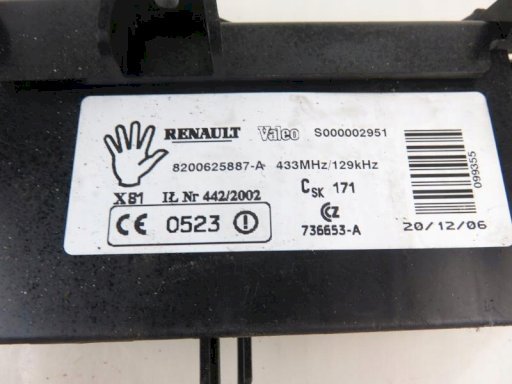 RENAULT Valeo S000002951
8200625887-A 433MHz/129kHz
X81 IŁ Nr 442/2002 CSK 171
CE 0523 CZ
736653-A 20/12/06
099355